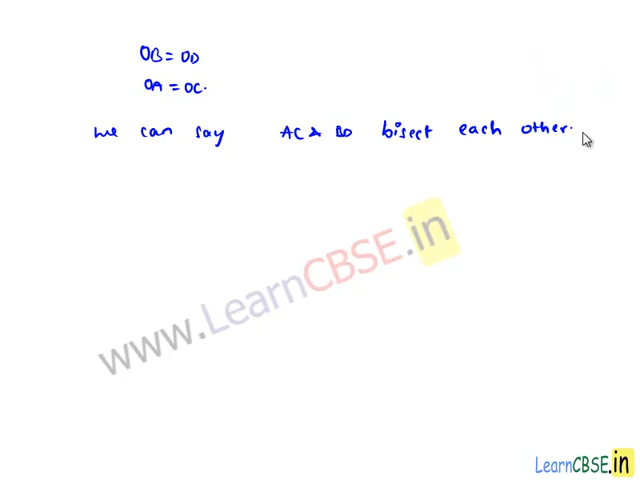 OB = OD
OA = OC.
we can say AC & BD bisect each other.
www.LearnCBSE.in
LearnCBSE.in